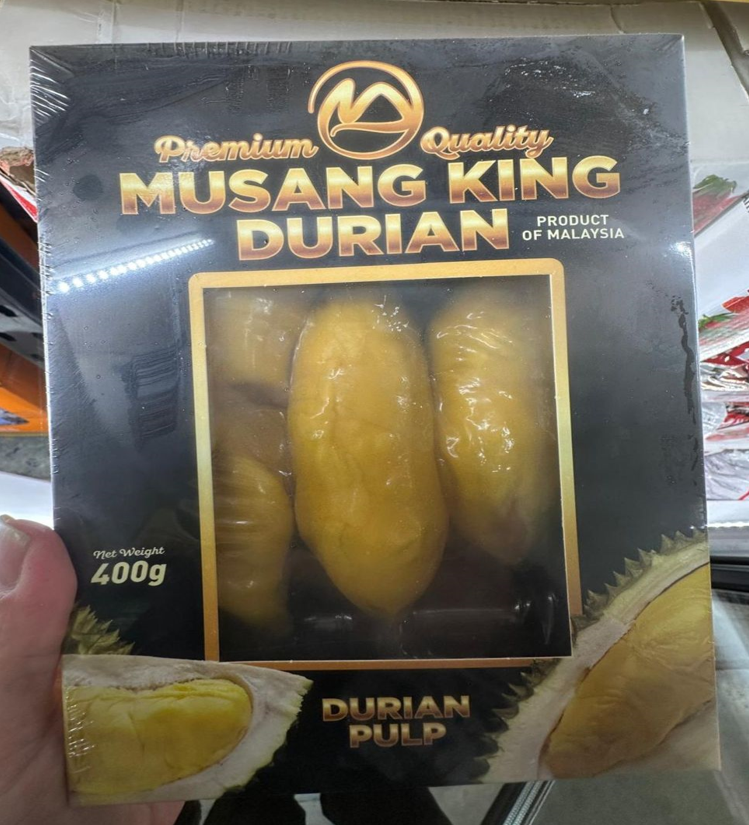 Premium Quality
MUSANG KING
DURIAN
PRODUCT
OF MALAYSIA
Net Weight
400g
DURIAN
PULP